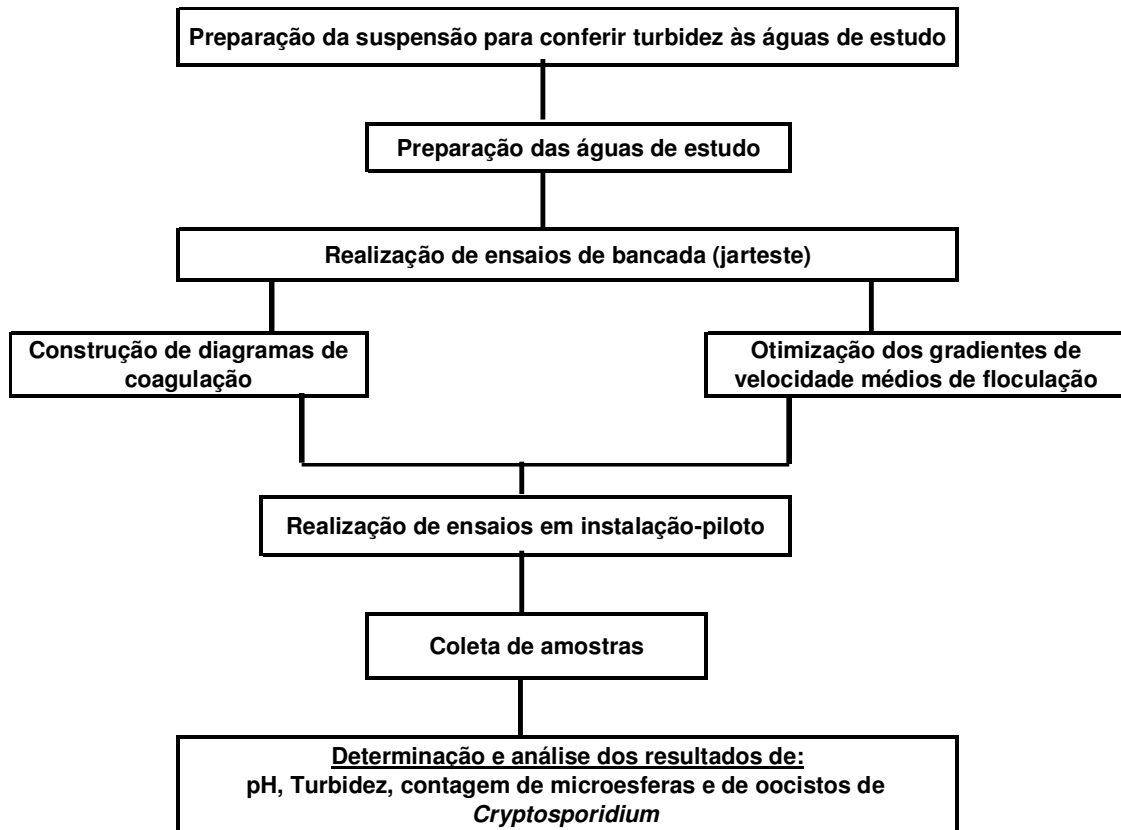 Preparação da suspensão para conferir turbidez às águas de estudo
Preparação das águas de estudo
Realização de ensaios de bancada (jarteste)
Construção de diagramas de
coagulação
Otimização dos gradientes de
velocidade médios de floculação
Realização de ensaios em instalação-piloto
Coleta de amostras
Determinação e análise dos resultados de:
pH, Turbidez, contagem de microesferas e de oocistos de
Cryptosporidium